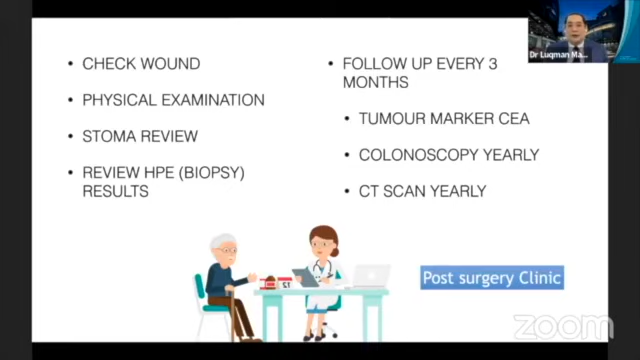 CHECK WOUND
PHYSICAL EXAMINATION
STOMA REVIEW
REVIEW HPE (BIOPSY)
RESULTS
FOLLOW UP EVERY 3
MONTHS
TUMOUR MARKER CEA
COLONOSCOPY YEARLY
CT SCAN YEARLY
Dr Luqman Ma...
Post surgery Clinic
zoom